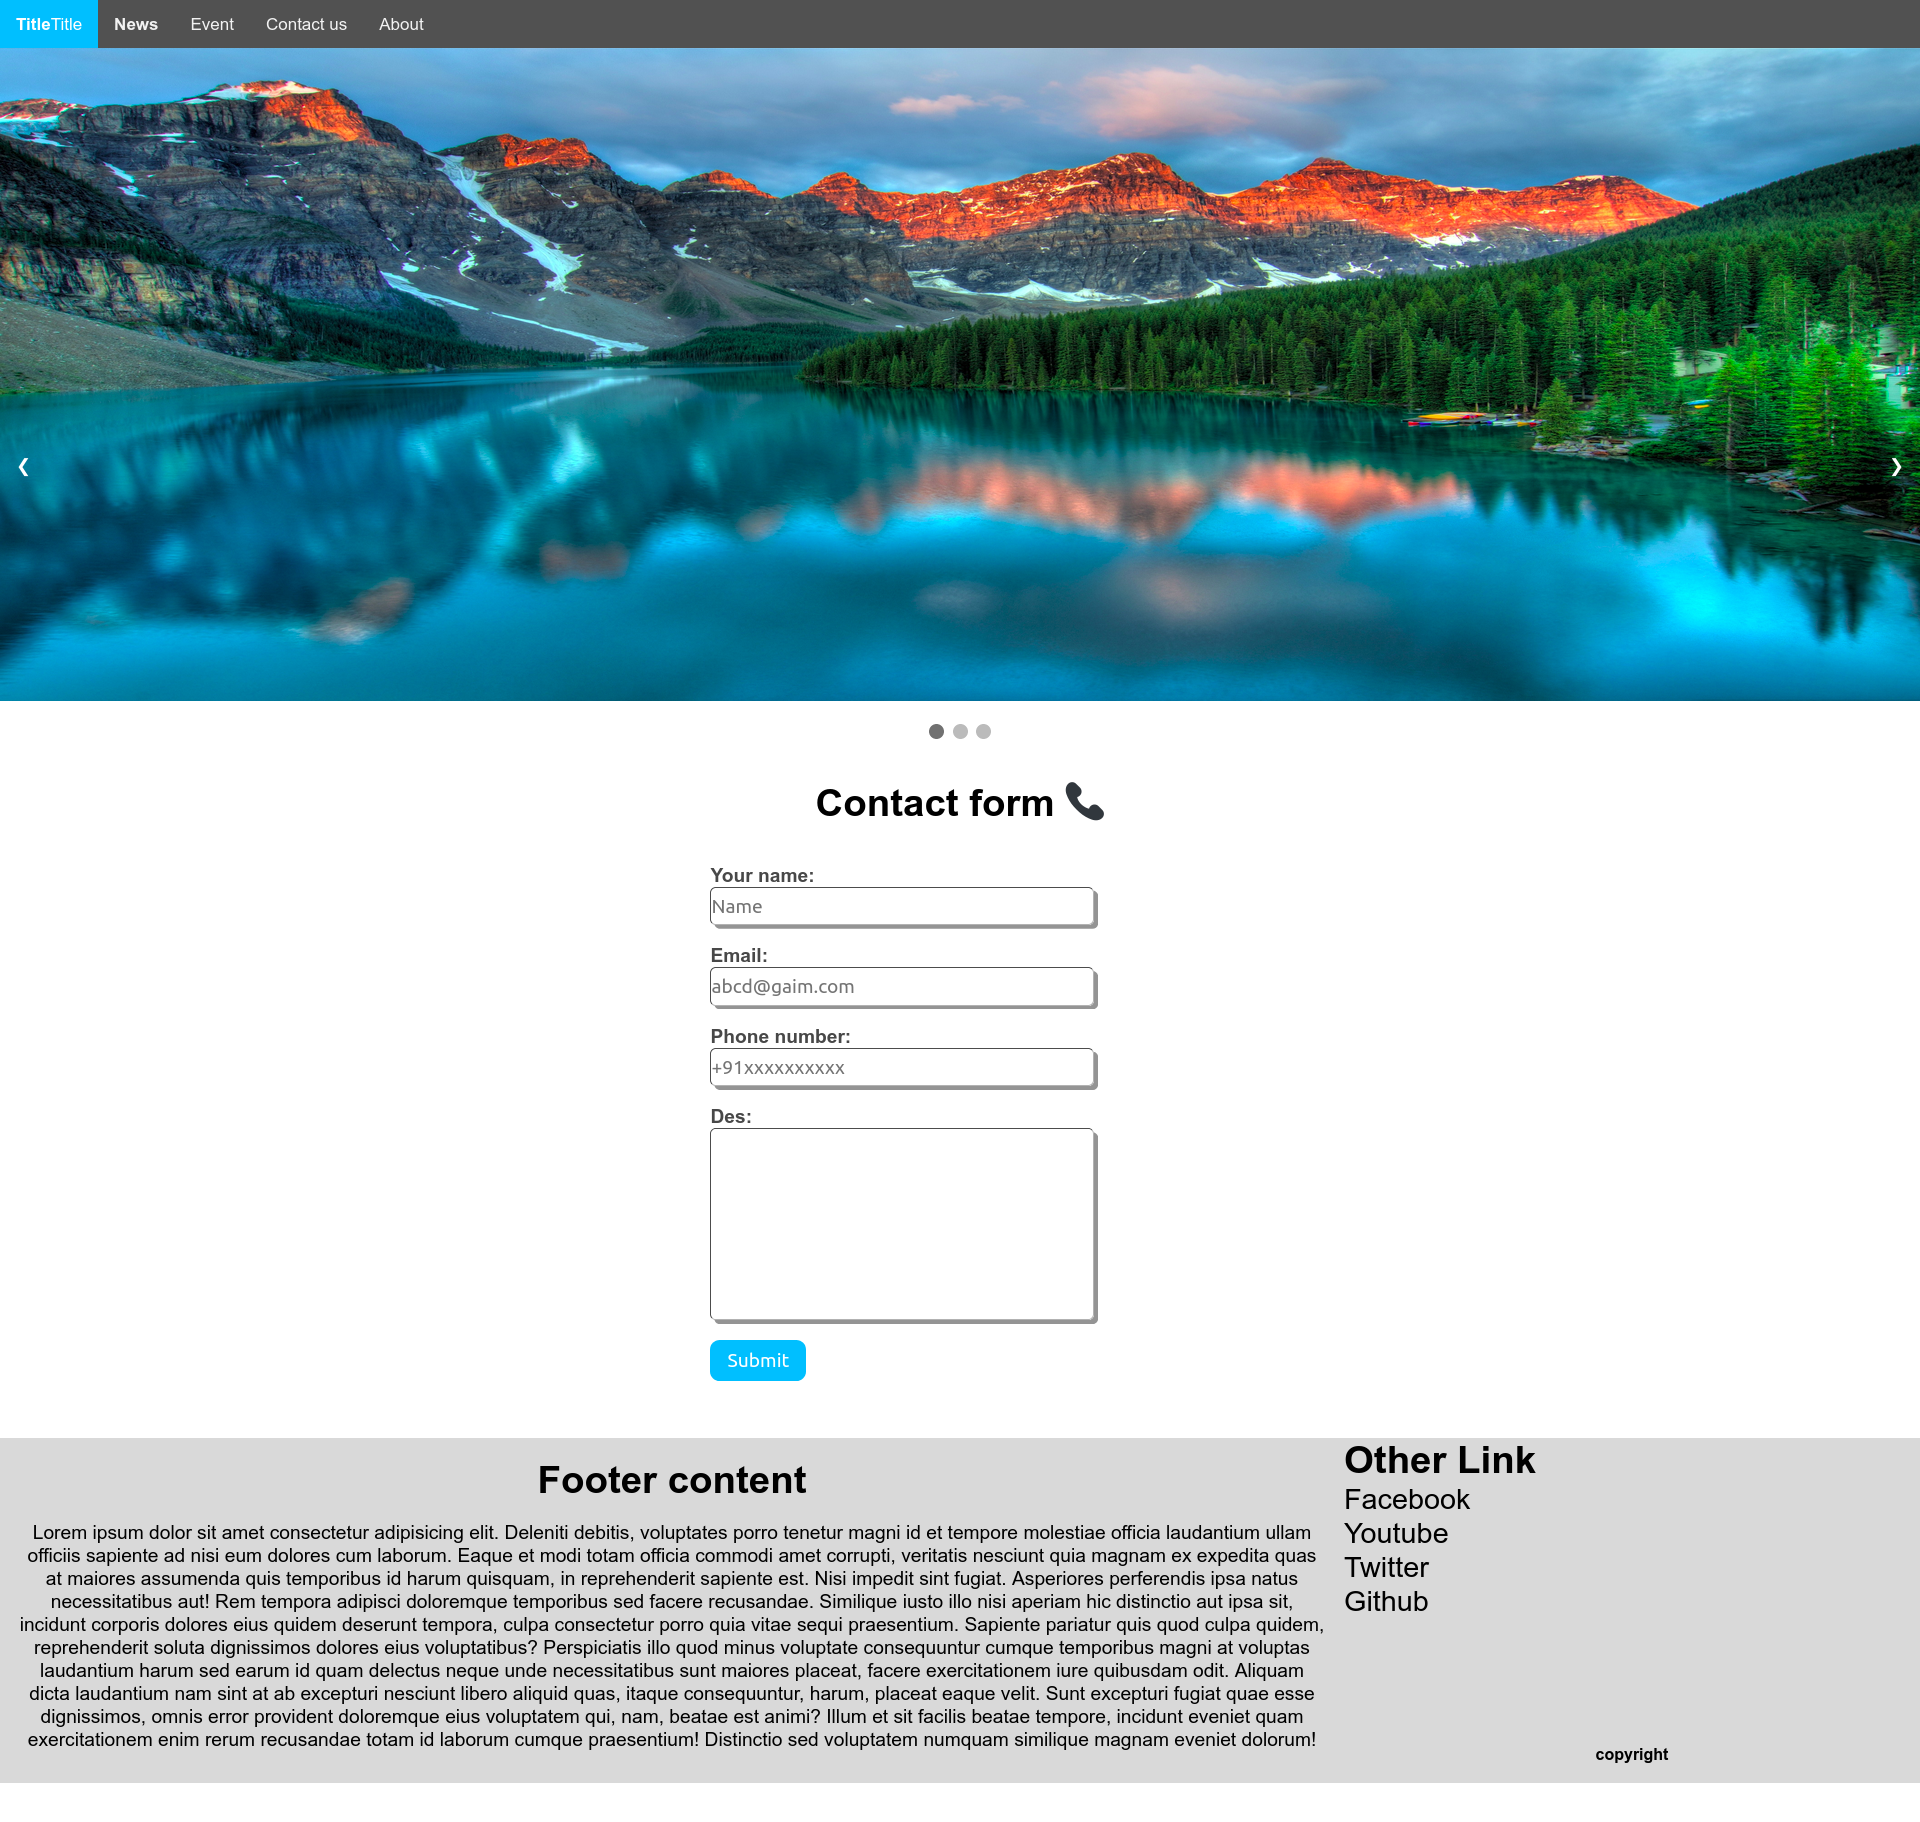 TitleTitle News Event Contact us About
❮ ❯
Contact form 📞
Your name:
Name
Email:
abcd@gaim.com
Phone number:
+91xxxxxxxxxx
Des:
Submit
Footer content
Lorem ipsum dolor sit amet consectetur adipisicing elit. Deleniti debitis, voluptates porro tenetur magni id et tempore molestiae officia laudantium ullam
officiis sapiente ad nisi eum dolores cum laborum. Eaque et modi totam officia commodi amet corrupti, veritatis nesciunt quia magnam ex expedita quas
at maiores assumenda quis temporibus id harum quisquam, in reprehenderit sapiente est. Nisi impedit sint fugiat. Asperiores perferendis ipsa natus
necessitatibus aut! Rem tempora adipisci doloremque temporibus sed facere recusandae. Similique iusto illo nisi aperiam hic distinctio aut ipsa sit,
incidunt corporis dolores eius quidem deserunt tempora, culpa consectetur porro quia vitae sequi praesentium. Sapiente pariatur quis quod culpa quidem,
reprehenderit soluta dignissimos dolores eius voluptatibus? Perspiciatis illo quod minus voluptate consequuntur cumque temporibus magni at voluptas
laudantium harum sed earum id quam delectus neque unde necessitatibus sunt maiores placeat, facere exercitationem iure quibusdam odit. Aliquam
dicta laudantium nam sint at ab excepturi nesciunt libero aliquid quas, itaque consequuntur, harum, placeat eaque velit. Sunt excepturi fugiat quae esse
dignissimos, omnis error provident doloremque eius voluptatem qui, nam, beatae est animi? Illum et sit facilis beatae tempore, incidunt eveniet quam
exercitationem enim rerum recusandae totam id laborum cumque praesentium! Distinctio sed voluptatem numquam similique magnam eveniet dolorum!
Other Link
Facebook
Youtube
Twitter
Github
copyright